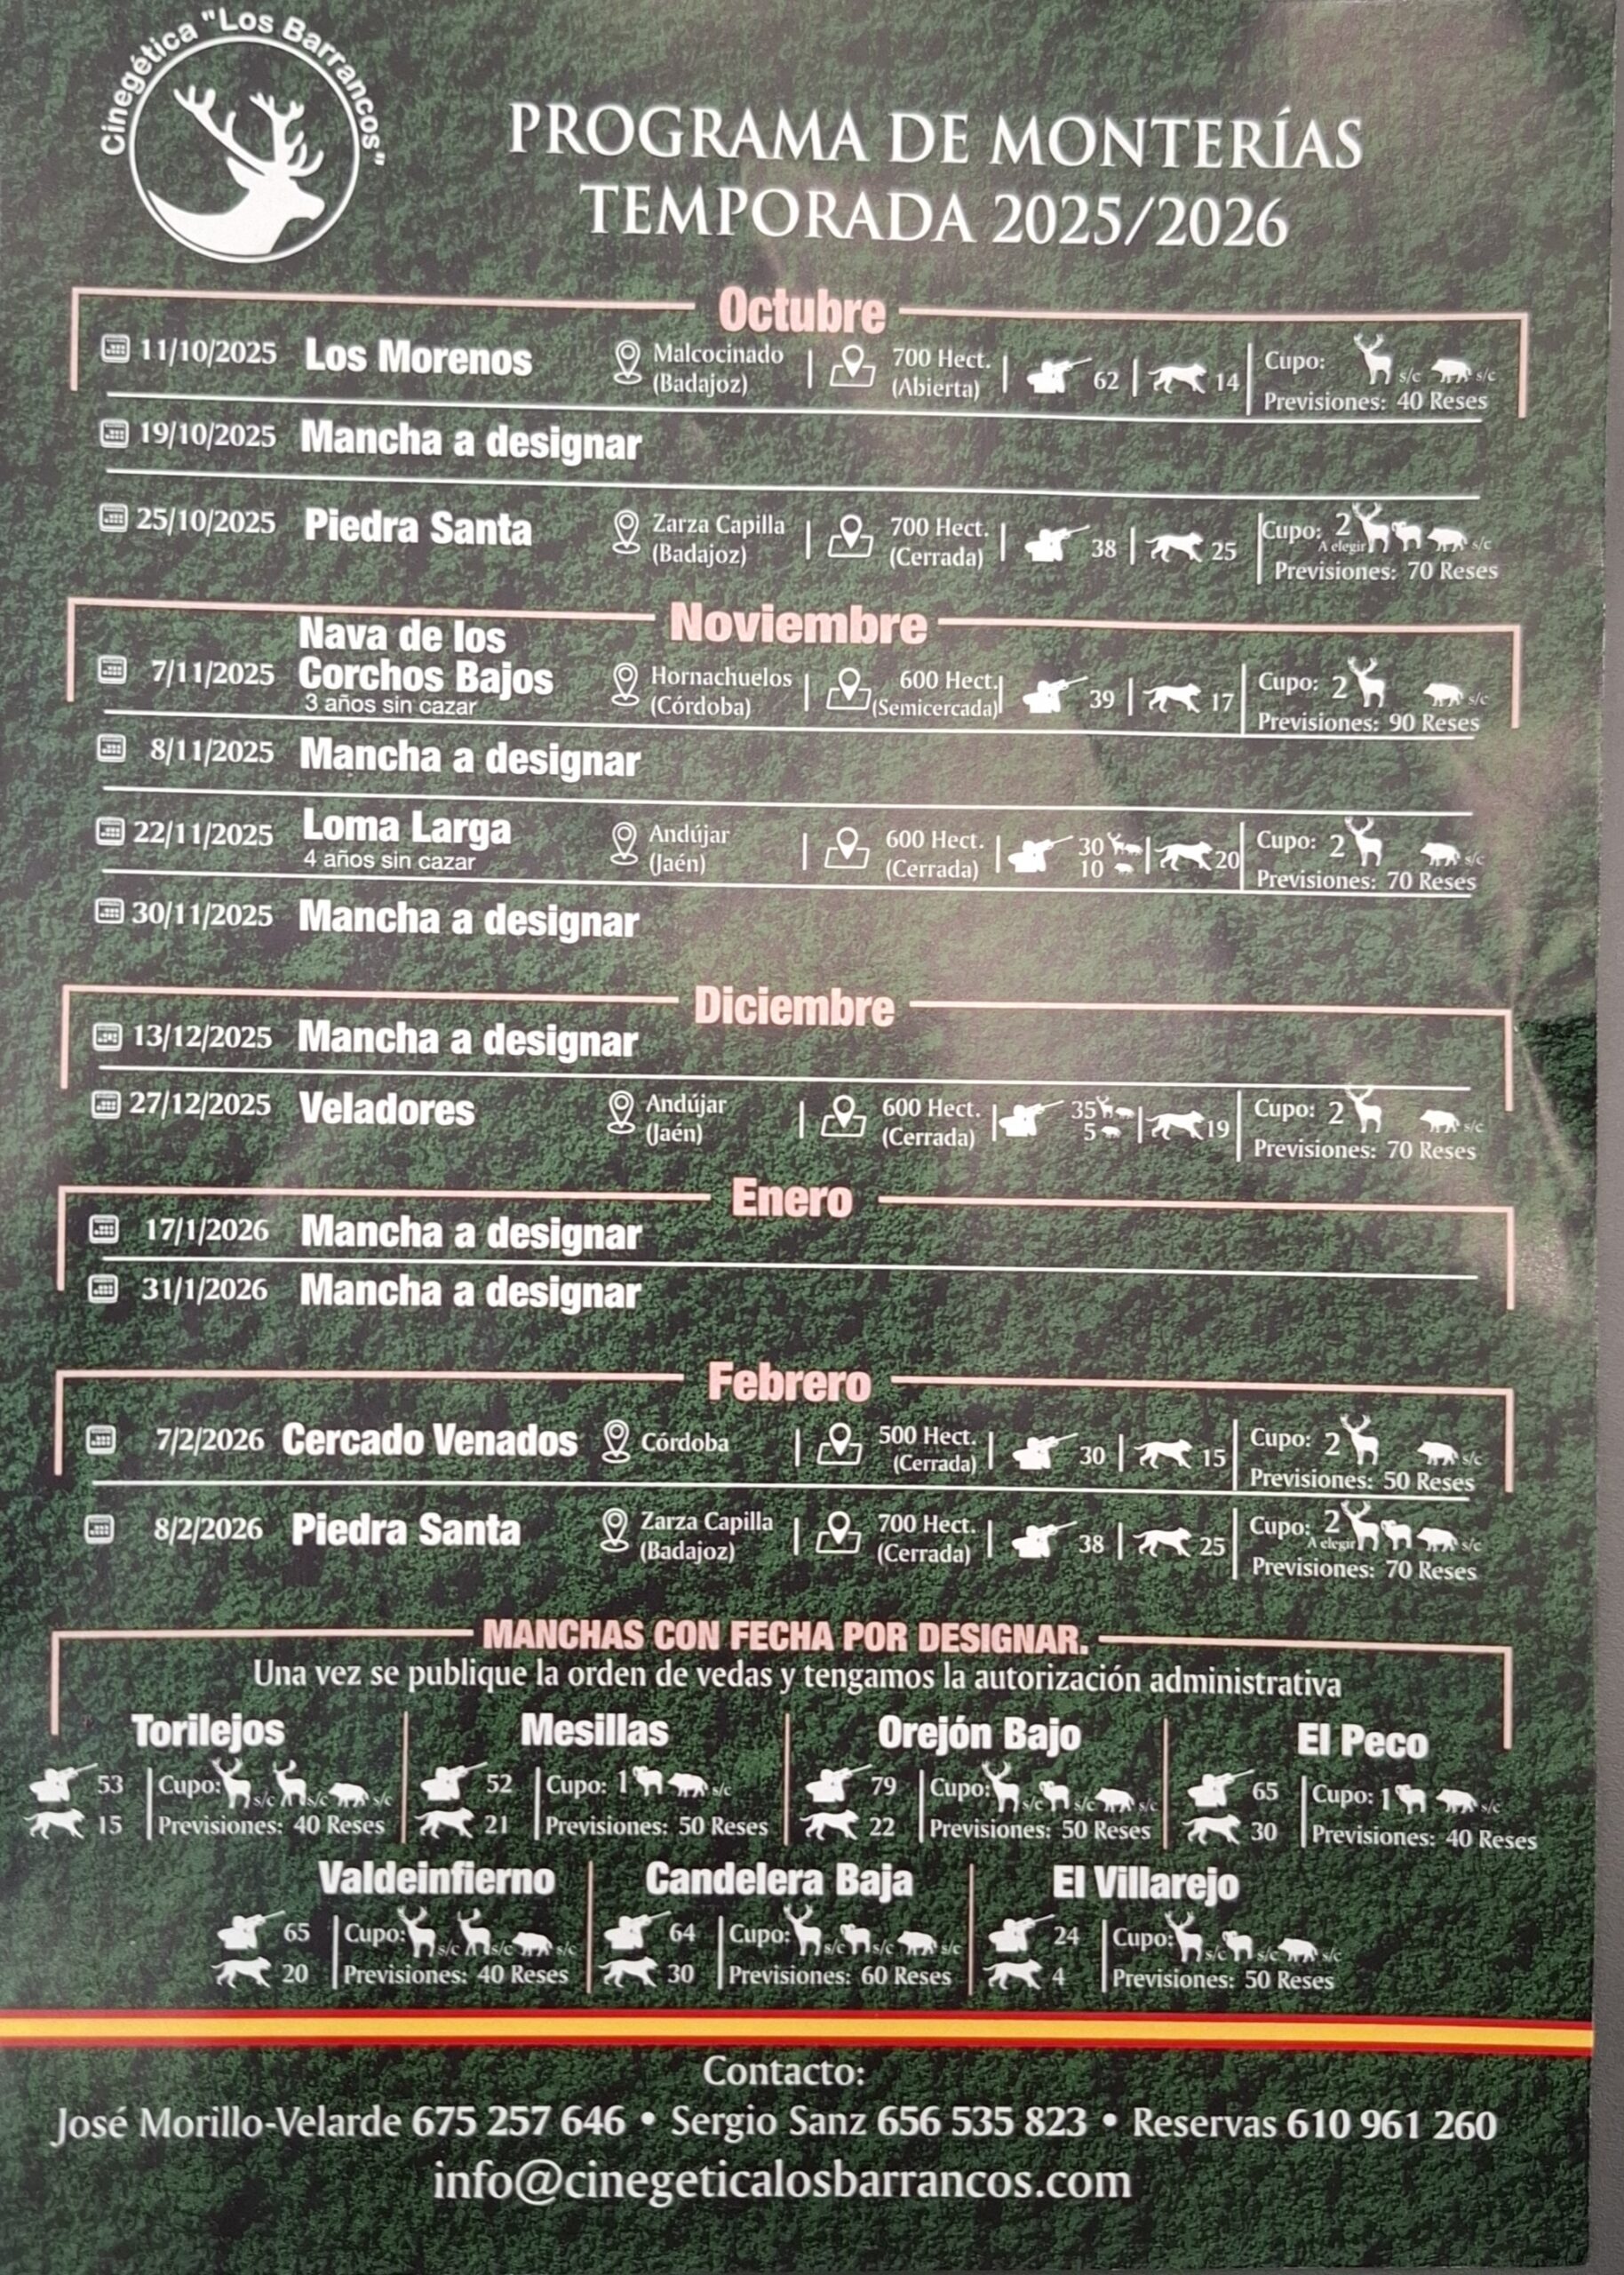 Cinegética "Los Barrancos"
PROGRAMA DE MONTERÍAS
TEMPORADA 2025/2026
Octubre
11/10/2025 Los Morenos Malcocinado (Badajoz) 700 Hect. (Abierta) 62 14 Cupo: s/c s/c Previsiones: 40 Reses
19/10/2025 Mancha a designar
25/10/2025 Piedra Santa Zarza Capilla (Badajoz) 700 Hect. (Cerrada) 38 25 Cupo: 2 A elegir s/c Previsiones: 70 Reses
Noviembre
7/11/2025 Nava de los Corchos Bajos 3 años sin cazar Hornachuelos (Córdoba) 600 Hect. (Semicercada) 39 17 Cupo: 2 s/c Previsiones: 90 Reses
8/11/2025 Mancha a designar
22/11/2025 Loma Larga 4 años sin cazar Andújar (Jaén) 600 Hect. (Cerrada) 30 10 20 Cupo: 2 s/c Previsiones: 70 Reses
30/11/2025 Mancha a designar
Diciembre
13/12/2025 Mancha a designar
27/12/2025 Veladores Andújar (Jaén) 600 Hect. (Cerrada) 35 5 19 Cupo: 2 s/c Previsiones: 70 Reses
Enero
17/1/2026 Mancha a designar
31/1/2026 Mancha a designar
Febrero
7/2/2026 Cercado Venados Córdoba 500 Hect. (Cerrada) 30 15 Cupo: 2 s/c Previsiones: 50 Reses
8/2/2026 Piedra Santa Zarza Capilla (Badajoz) 700 Hect. (Cerrada) 38 25 Cupo: 2 A elegir s/c Previsiones: 70 Reses
MANCHAS CON FECHA POR DESIGNAR.
Una vez se publique la orden de vedas y tengamos la autorización administrativa
Torilejos
53 Cupo: s/c s/c s/c
15 Previsiones: 40 Reses
Mesillas
52 Cupo: 1 s/c
21 Previsiones: 50 Reses
Orejón Bajo
79 Cupo: s/c s/c s/c
22 Previsiones: 50 Reses
El Peco
65 Cupo: 1 s/c
30 Previsiones: 40 Reses
Valdeinfierno
65 Cupo: s/c s/c s/c
20 Previsiones: 40 Reses
Candelera Baja
64 Cupo: s/c s/c s/c
30 Previsiones: 60 Reses
El Villarejo
24 Cupo: s/c s/c s/c
4 Previsiones: 50 Reses
Contacto:
José Morillo-Velarde 675 257 646 • Sergio Sanz 656 535 823 • Reservas 610 961 260
info@cinegeticalosbarrancos.com